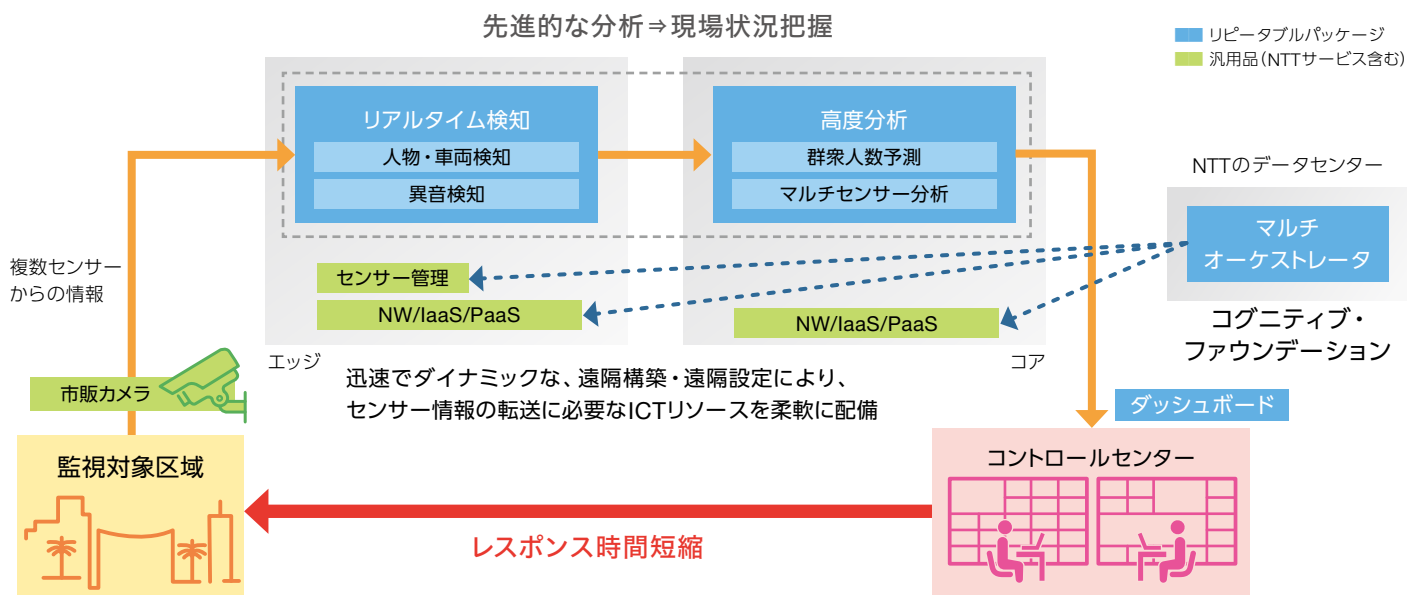 先進的な分析⇒現場状況把握
リピータブルパッケージ
汎用品（NTTサービス含む）
リアルタイム検知
人物・車両検知
異音検知
高度分析
群衆人数予測
マルチセンサー分析
NTTのデータセンター
マルチ
オーケストレータ
コグニティブ・
ファウンデーション
複数センサー
からの情報
センサー管理
NW/IaaS/PaaS
NW/IaaS/PaaS
エッジ
コア
迅速でダイナミックな、遠隔構築・遠隔設定により、
センサー情報の転送に必要なICTリソースを柔軟に配備
市販カメラ
ダッシュボード
監視対象区域
コントロールセンター
レスポンス時間短縮